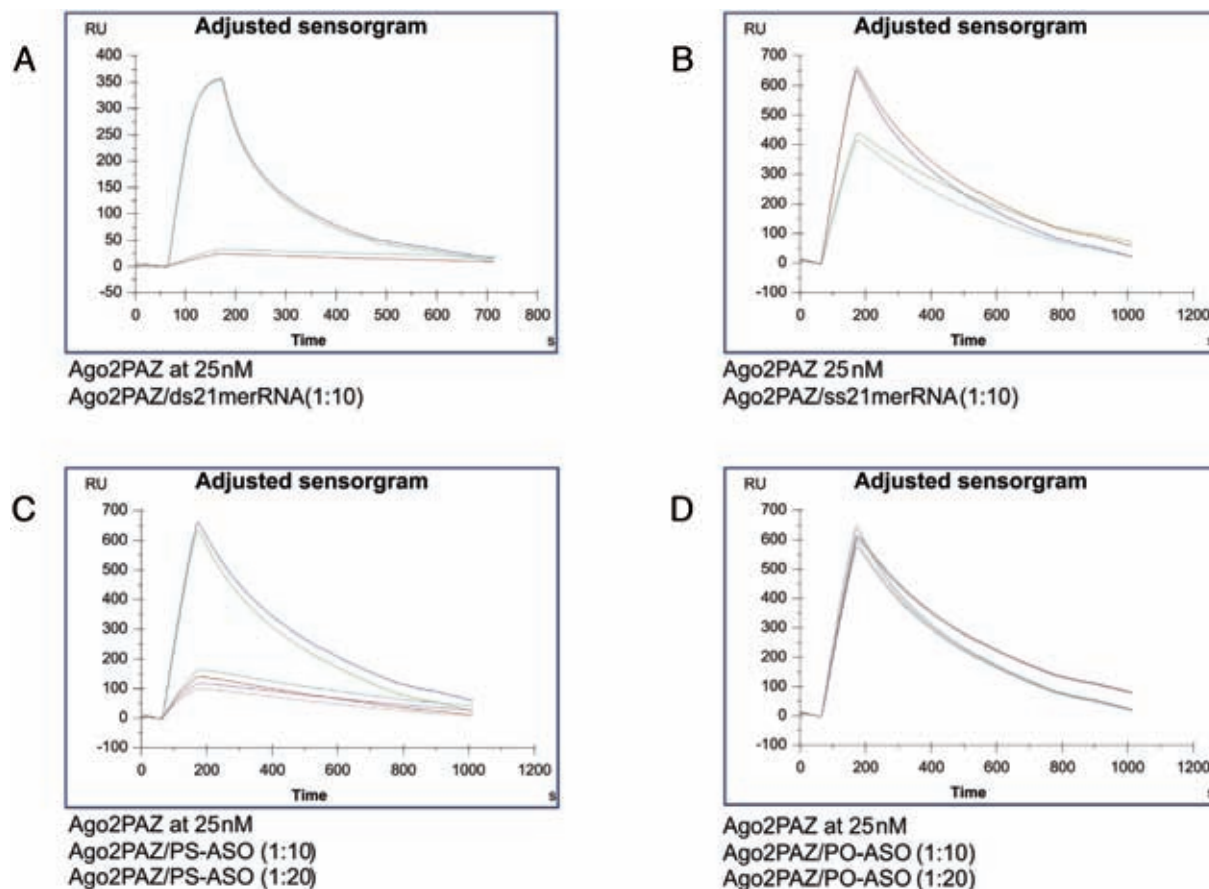 A
RU
Adjusted sensorgram
400
350
300
250
200
150
100
50
0
-50
0 100 200 300 400 500 600 700 800
Time
s
Ago2PAZ at 25nM
Ago2PAZ/ds21merRNA(1:10)
B
RU
Adjusted sensorgram
700
600
500
400
300
200
100
0
-100
0 200 400 600 800 1000 1200
Time
s
Ago2PAZ 25nM
Ago2PAZ/ss21merRNA(1:10)
C
RU
Adjusted sensorgram
700
600
500
400
300
200
100
0
-100
0 200 400 600 800 1000 1200
Time
s
Ago2PAZ at 25nM
Ago2PAZ/PS-ASO (1:10)
Ago2PAZ/PS-ASO (1:20)
D
RU
Adjusted sensorgram
700
600
500
400
300
200
100
0
-100
0 200 400 600 800 1000 1200
Time
s
Ago2PAZ at 25nM
Ago2PAZ/PO-ASO (1:10)
Ago2PAZ/PO-ASO (1:20)